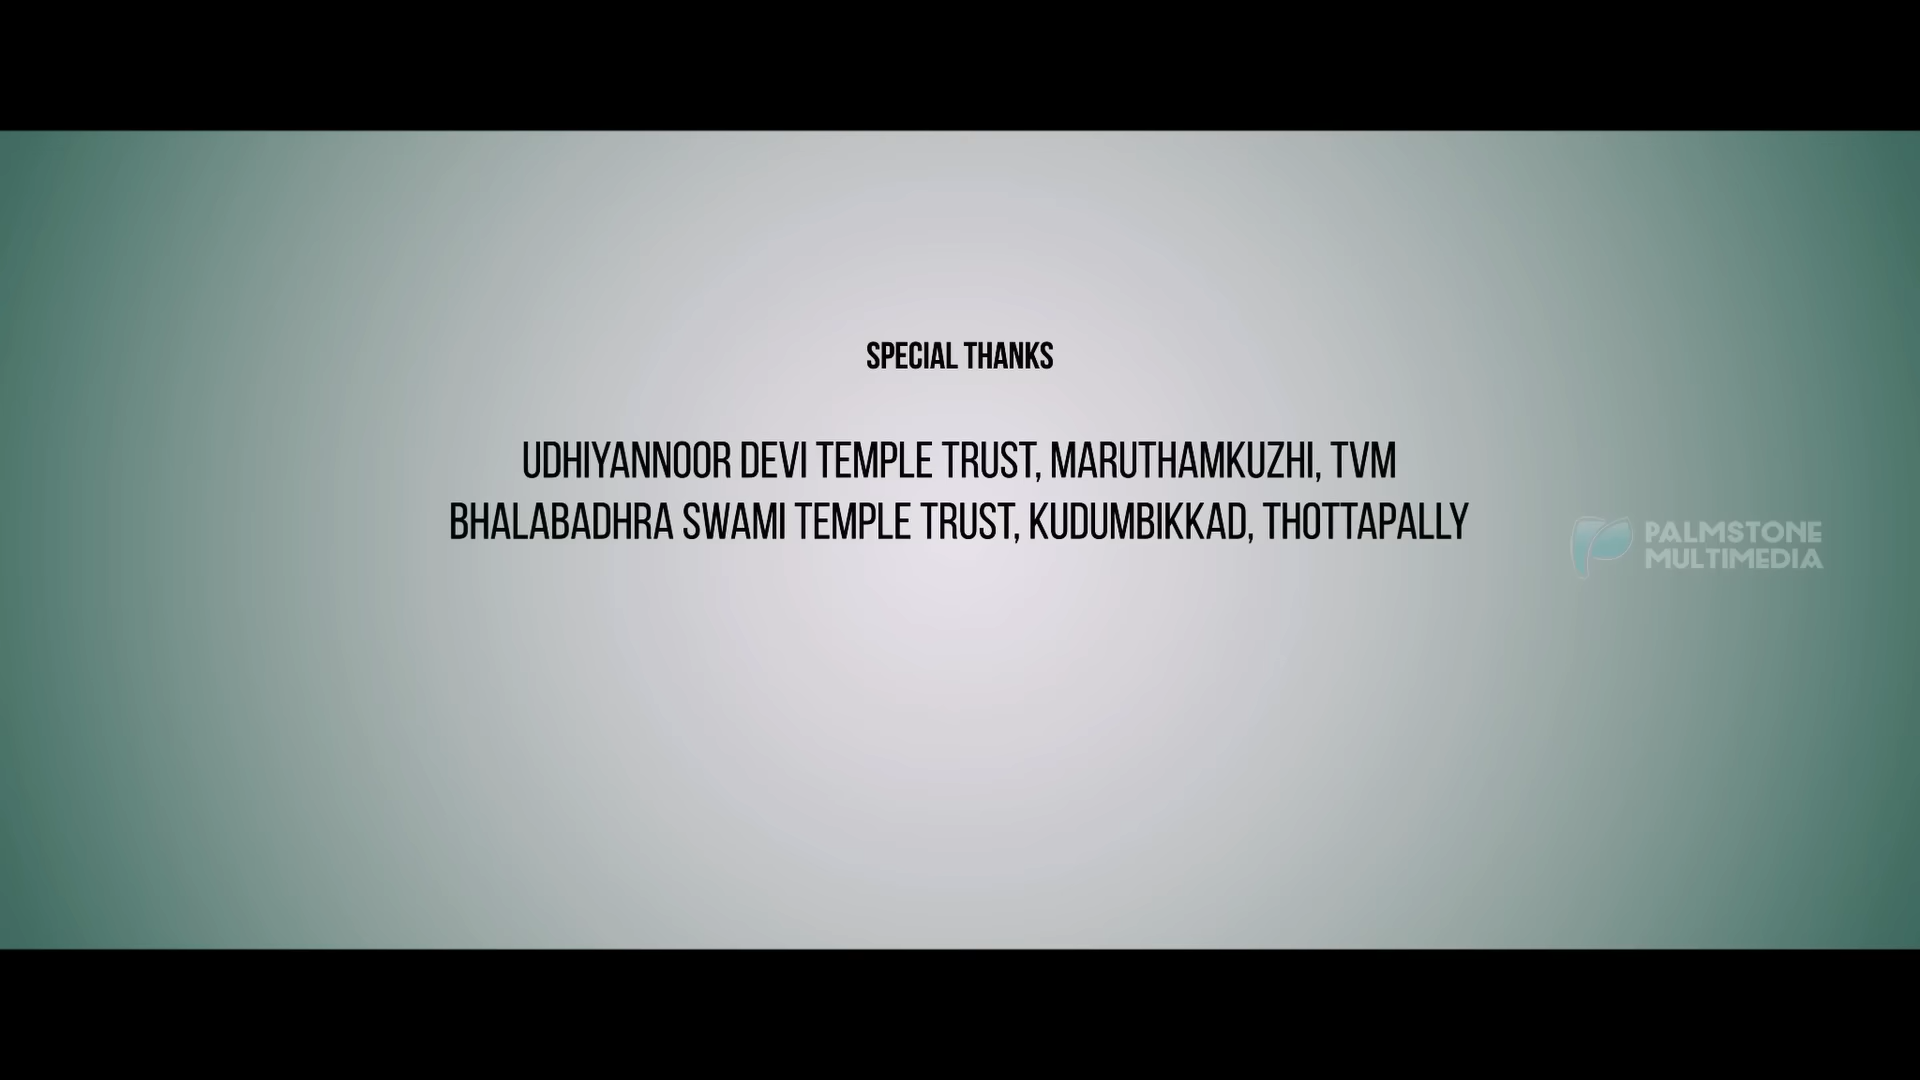 SPECIAL THANKS
UDHIYANNOOR DEVI TEMPLE TRUST, MARUTHAMKUZHI, TVM
BHALABADHRA SWAMI TEMPLE TRUST, KUDUMBIKKAD, THOTTAPALLY
PALMSTONE
MULTIMEDIA